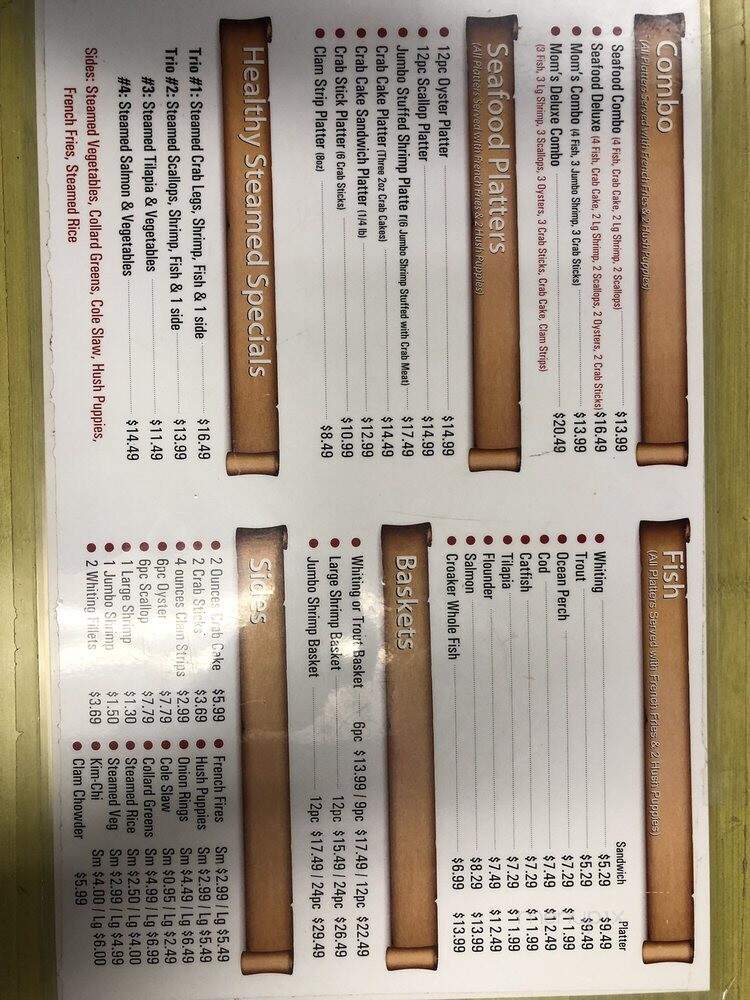 Combo
(All Platters Served with French Fries & 2 Hush Puppies)
Seafood Combo (4 Fish, Crab Cake, 2 Lg Shrimp, 2 Scallops) $13.99
Seafood Deluxe (4 Fish, Crab Cake, 2 Lg Shrimp, 2 Scallops, 2 Oysters, 2 Crab Sticks) $16.49
Mom's Combo (4 Fish, 3 Jumbo Shrimp, 3 Crab Sticks) $13.99
Mom's Deluxe Combo $20.49
(3 Fish, 3 Lg Shrimp, 3 Scallops, 3 Oysters, 3 Crab Sticks, Crab Cake, Clam Strips)
Seafood Platters
(All Platters Served with French Fries & 2 Hush Puppies)
12pc Oyster Platter $14.99
12pc Scallop Platter $14.99
Jumbo Stuffed Shrimp Platte r(6 Jumbo Shrimp Stuffed with Crab Meat) $17.49
Crab Cake Platter (Three 2oz Crab Cakes) $14.49
Crab Cake Sandwich Platter (1/4 lb) $12.99
Crab Stick Platter (6 Crab Sticks) $10.99
Clam Strip Platter (8oz) $8.49
Healthy Steamed Specials
Trio #1: Steamed Crab Legs, Shrimp, Fish & 1 side $16.49
Trio #2: Steamed Scallops, Shrimp, Fish & 1 side $13.99
#3: Steamed Tilapia & Vegetables $11.49
#4: Steamed Salmon & Vegetables $14.49
Sides: Steamed Vegetables, Collard Greens, Cole Slaw, Hush Puppies,
French Fries, Steamed Rice
Fish
(All Platters Served with French Fries & 2 Hush Puppies)
Sandwich Platter
Whiting $5.29 $9.49
Trout $5.29 $9.49
Ocean Perch $7.29 $11.99
Cod $7.49 $12.49
Catfish $7.29 $11.99
Tilapia $7.29 $11.99
Flounder $7.49 $12.49
Salmon $8.29 $13.99
Croaker Whole Fish $6.99 $13.99
Baskets
Whiting or Trout Basket 6pc $13.99 / 9pc $17.49 / 12pc $22.49
Large Shrimp Basket 12pc $15.49 / 24pc $26.49
Jumbo Shrimp Basket 12pc $17.49 / 24pc $29.49
Sides
2 Ounces Crab Cake $5.99
2 Crab Sticks $3.69
4 ounces Clam Strips $2.99
6pc Oyster $7.79
6pc Scallop $7.79
1 Large Shrimp $1.30
1 Jumbo Shrimp $1.50
2 Whiting Fillets $3.69
French Fires Sm $2.99 / Lg $5.49
Hush Puppies Sm $2.99 / Lg $5.49
Onion Rings Sm $4.49 / Lg $6.49
Cole Slaw Sm $0.95 / Lg $2.49
Collard Greens Sm $4.99 / Lg $6.99
Steamed Rice Sm $2.50 / Lg $4.00
Steamed Veg Sm $2.99 / Lg $4.99
Kim-Chi Sm $4.00 / Lg $6.00
Clam Chowder $5.99